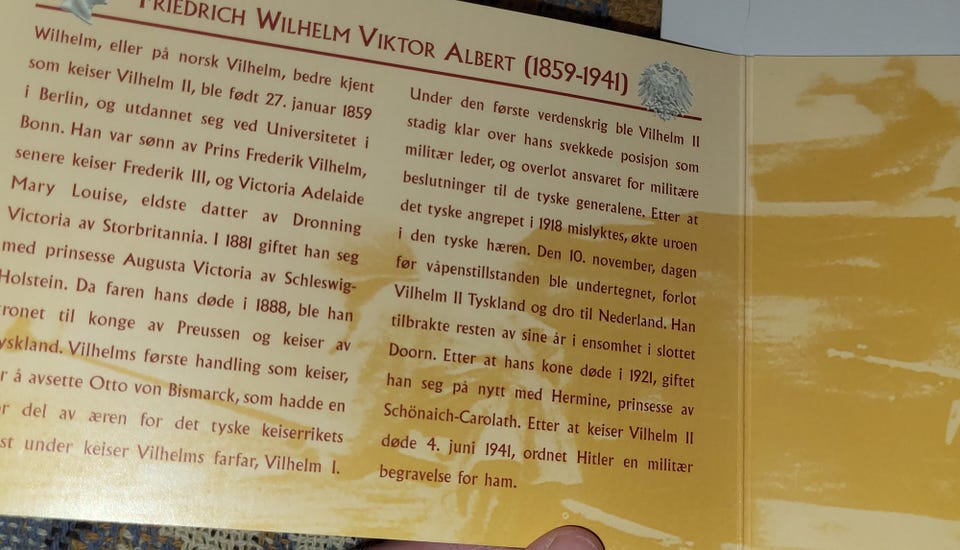 FRIEDRICH WILHELM VIKTOR ALBERT (1859-1941)
Wilhelm, eller på norsk Vilhelm, bedre kjent
som keiser Vilhelm II, ble født 27. januar 1859
i Berlin, og utdannet seg ved Universitetet i
Bonn. Han var sønn av Prins Frederik Vilhelm,
senere keiser Frederik III, og Victoria Adelaide
Mary Louise, eldste datter av Dronning
Victoria av Storbritannia. I 1881 giftet han seg
med prinsesse Augusta Victoria av Schleswig-
Holstein. Da faren hans døde i 1888, ble han
kronet til konge av Preussen og keiser av
Tyskland. Vilhelms første handling som keiser,
å avsette Otto von Bismarck, som hadde en
del av æren for det tyske keiserrikets
under keiser Vilhelms farfar, Vilhelm I.
Under den første verdenskrig ble Vilhelm II
stadig klar over hans svekkede posisjon som
militær leder, og overlot ansvaret for militære
beslutninger til de tyske generalene. Etter at
det tyske angrepet i 1918 mislyktes, økte uroen
i den tyske hæren. Den 10. november, dagen
før våpenstillstanden ble undertegnet, forlot
Vilhelm II Tyskland og dro til Nederland. Han
tilbrakte resten av sine år i ensomhet i slottet
Doorn. Etter at hans kone døde i 1921, giftet
han seg på nytt med Hermine, prinsesse av
Schönaich-Carolath. Etter at keiser Vilhelm II
døde 4. juni 1941, ordnet Hitler en militær
begravelse for ham.